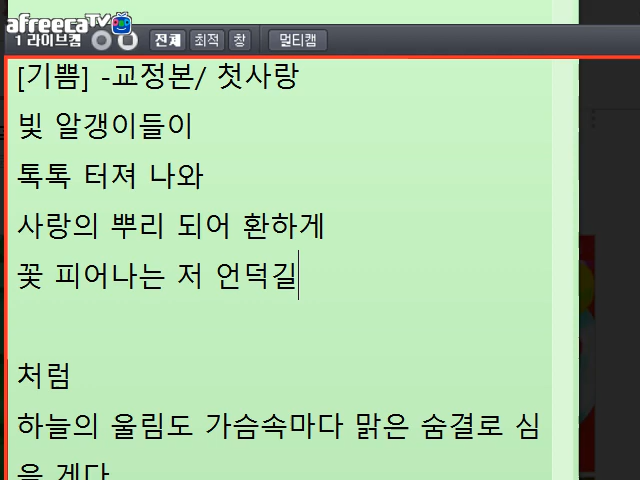 afreecaTV
1 라이브캠 전체 최적 창 멀티캠
[기쁨] -교정본/ 첫사랑
빛 알갱이들이
톡톡 터져 나와
사랑의 뿌리 되어 환하게
꽃 피어나는 저 언덕길
처럼
하늘의 울림도 가슴속마다 맑은 숨결로 심
을 게다